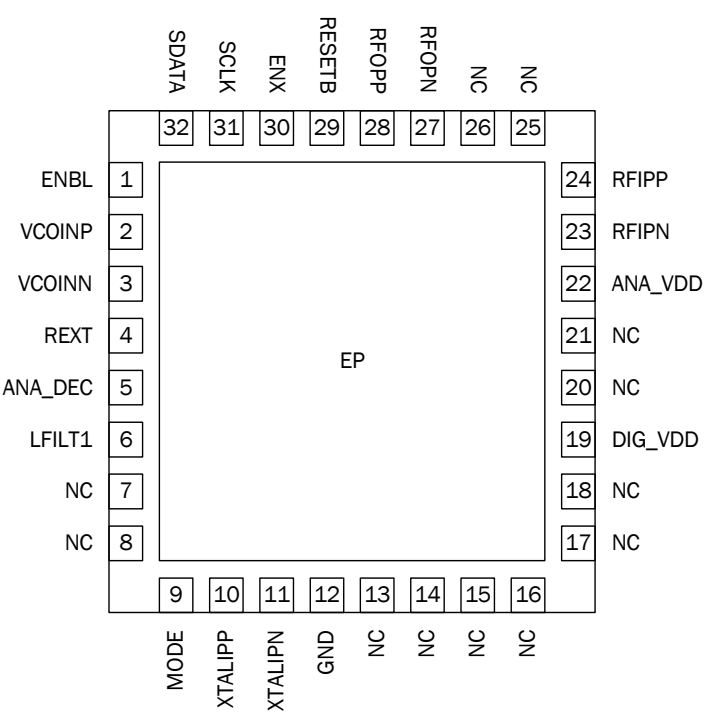 SDATA
SCLK
ENX
RESETB
RFOPP
RFOPN
NC
NC
32 31 30 29 28 27 26 25
ENBL 1 24 RFIPP
VCOINP 2 23 RFIPN
VCOINN 3 22 ANA_VDD
REXT 4 21 NC
EP
ANA_DEC 5 20 NC
LFILT1 6 19 DIG_VDD
NC 7 18 NC
NC 8 17 NC
9 10 11 12 13 14 15 16
MODE
XTALIPP
XTALIPN
GND
NC
NC
NC
NC